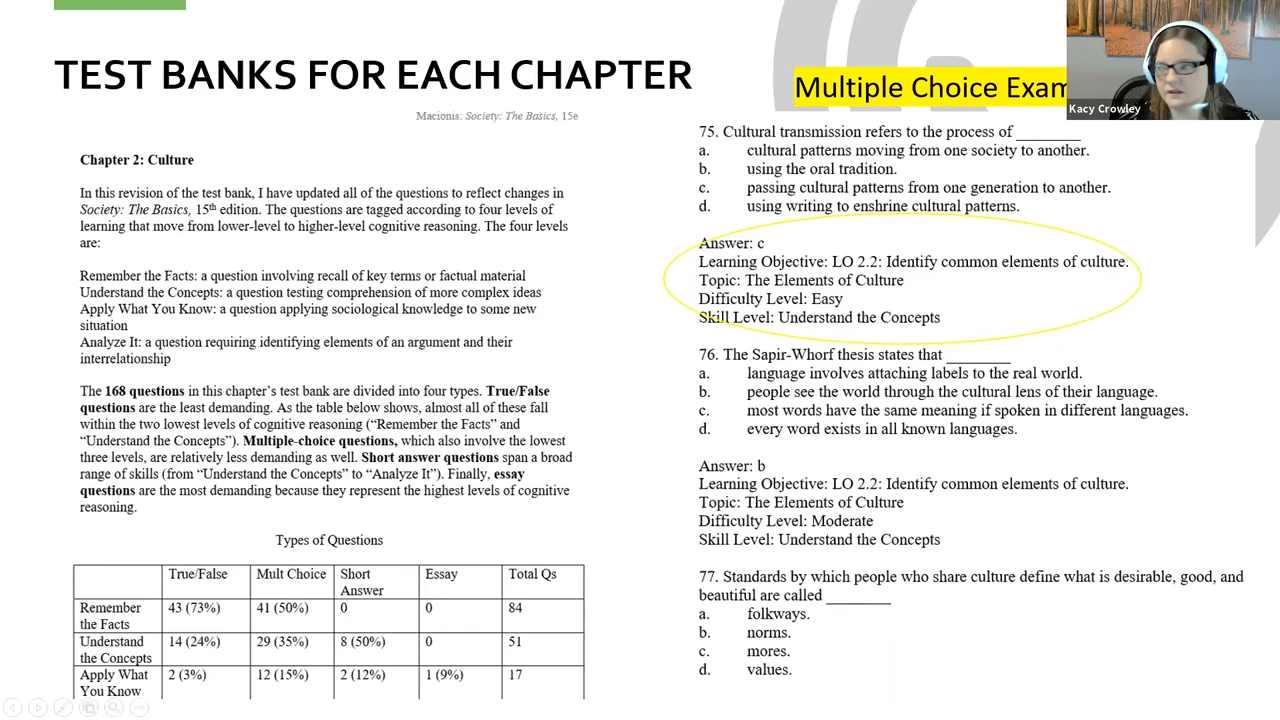 TEST BANKS FOR EACH CHAPTER
Macionis: Society: The Basics, 15e
Chapter 2: Culture
In this revision of the test bank, I have updated all of the questions to reflect changes in
Society: The Basics, 15th edition. The questions are tagged according to four levels of
learning that move from lower-level to higher-level cognitive reasoning. The four levels
are:
Remember the Facts: a question involving recall of key terms or factual material
Understand the Concepts: a question testing comprehension of more complex ideas
Apply What You Know: a question applying sociological knowledge to some new
situation
Analyze It: a question requiring identifying elements of an argument and their
interrelationship
The 168 questions in this chapter's test bank are divided into four types. True/False
questions are the least demanding. As the table below shows, almost all of these fall
within the two lowest levels of cognitive reasoning (“Remember the Facts” and
“Understand the Concepts”). Multiple-choice questions, which also involve the lowest
three levels, are relatively less demanding as well. Short answer questions span a broad
range of skills (from “Understand the Concepts” to “Analyze It”). Finally, essay
questions are the most demanding because they represent the highest levels of cognitive
reasoning.
Types of Questions
True/False Mult Choice Short Essay Total Qs
Answer
Remember 43 (73%) 41 (50%) 0 0 84
the Facts
Understand 14 (24%) 29 (35%) 8 (50%) 0 51
the Concepts
Apply What 2 (3%) 12 (15%) 2 (12%) 1 (9%) 17
You Know
Multiple Choice Exam
Kacy Crowley
75. Cultural transmission refers to the process of ________
a. cultural patterns moving from one society to another.
b. using the oral tradition.
c. passing cultural patterns from one generation to another.
d. using writing to enshrine cultural patterns.
Answer: c
Learning Objective: LO 2.2: Identify common elements of culture.
Topic: The Elements of Culture
Difficulty Level: Easy
Skill Level: Understand the Concepts
76. The Sapir-Whorf thesis states that ________
a. language involves attaching labels to the real world.
b. people see the world through the cultural lens of their language.
c. most words have the same meaning if spoken in different languages.
d. every word exists in all known languages.
Answer: b
Learning Objective: LO 2.2: Identify common elements of culture.
Topic: The Elements of Culture
Difficulty Level: Moderate
Skill Level: Understand the Concepts
77. Standards by which people who share culture define what is desirable, good, and
beautiful are called ________
a. folkways.
b. norms.
c. mores.
d. values.